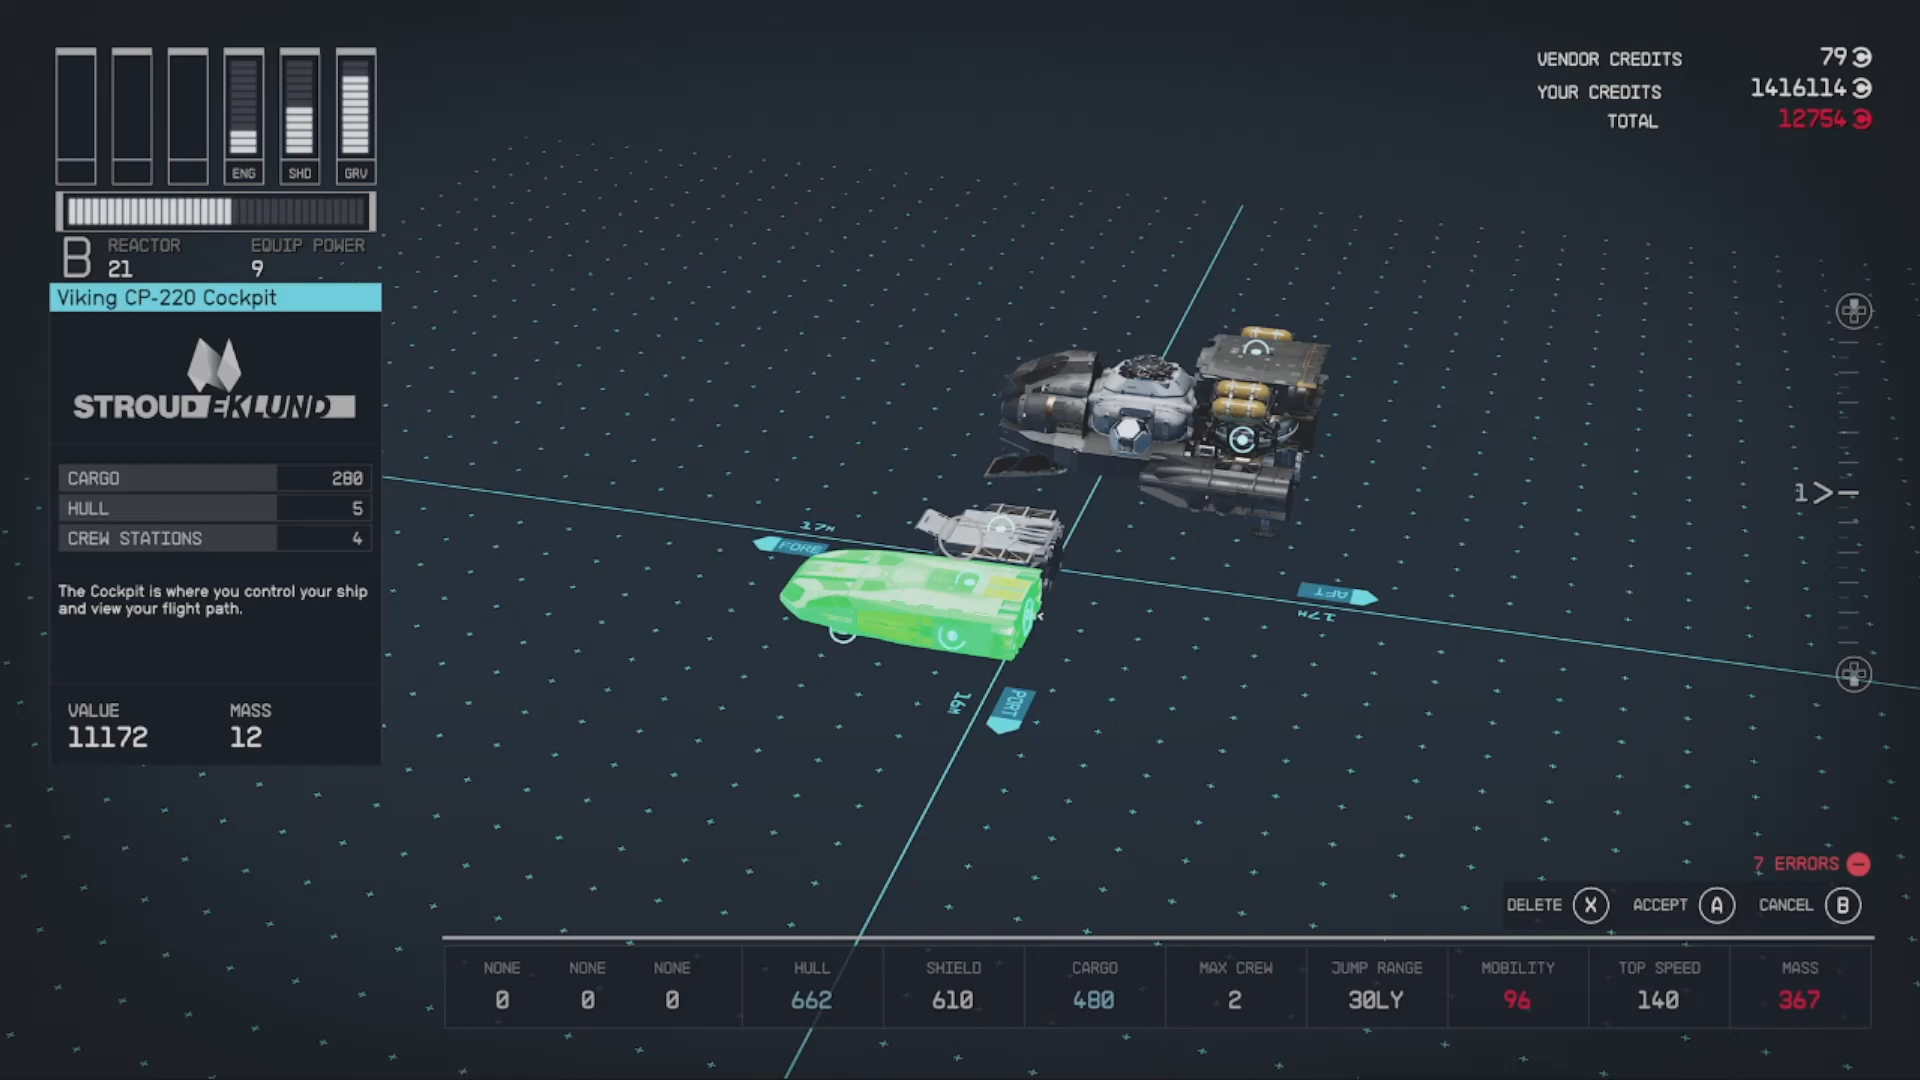 VENDOR CREDITS 79
YOUR CREDITS 1416114
TOTAL 12754
ENG SHD GRV
B REACTOR EQUIP POWER
21 9
Viking CP-220 Cockpit
STROUD EKLUND
CARGO 280
HULL 5
CREW STATIONS 4
The Cockpit is where you control your ship
and view your flight path.
VALUE MASS
11172 12
1
17M
FORE
AFT
17M
PORT
16M
7 ERRORS
DELETE X ACCEPT A CANCEL B
NONE NONE NONE HULL SHIELD CARGO MAX CREW JUMP RANGE MOBILITY TOP SPEED MASS
0 0 0 662 610 480 2 30LY 96 140 367